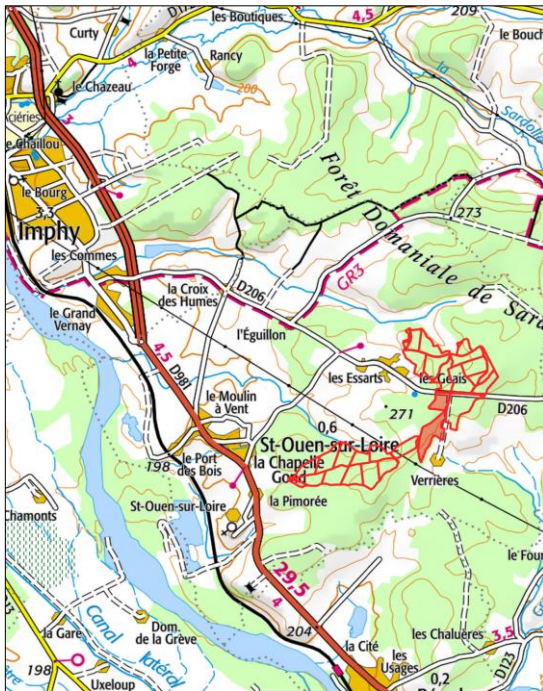 les Boutiques
4,5
209
Curty
la Petite
Forge
Rancy
le Bouch
4
la
Sardol
le Chazeau
200
3
ciéries
le Chaillou
le Bourg
3,3
Imphy
Forêt Domaniale de Sard
273
les Commes
la Croix
des Humes
D206
GR3
le Grand
Vernay
l'Éguillon
4,5
D981
les Essarts
les Geais
D206
le Moulin
à Vent
271
0,6
198
St-Ouen-sur-Loire
le Port
des Bois
la Chapelle
Gond
Verrières
la Pimorée
St-Ouen-sur-Loire
Chamonts
29,5
4
le Four
Canal
latéral
Dom.
de la Grève
204
la Gare
la Cité
les Chaluères
3,5
les
Usages
D123
198
Uxeloup
0,2